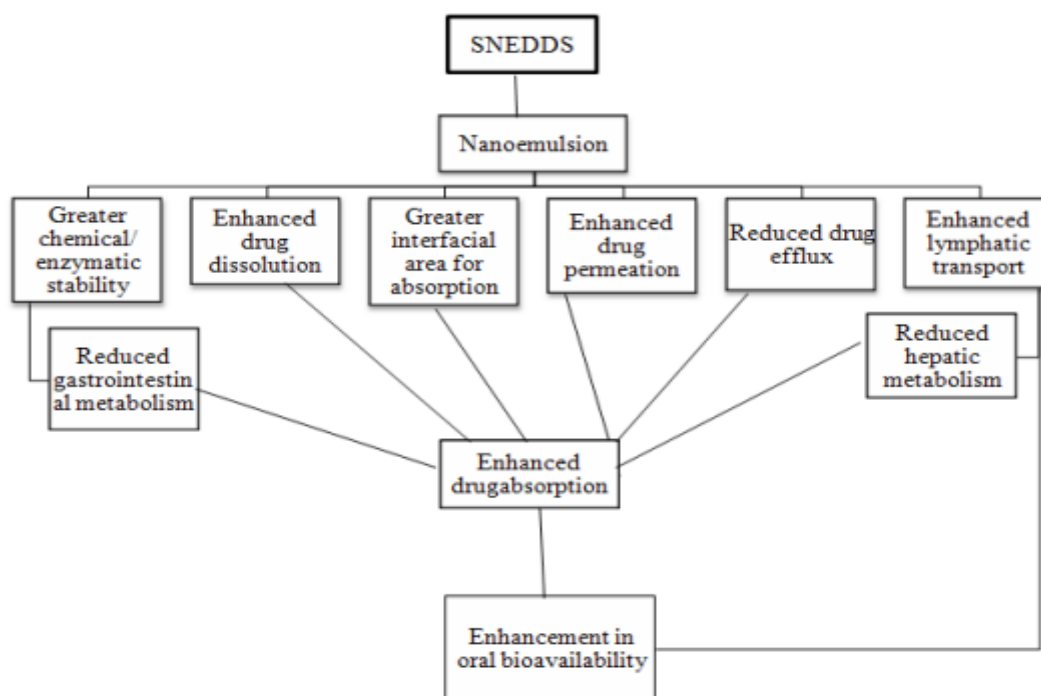 SNEDDS
Nanoemulsion
Greater
chemical/
enzymatic
stability
Enhanced
drug
dissolution
Greater
interfacial
area for
absorption
Enhanced
drug
permeation
Reduced drug
efflux
Enhanced
lymphatic
transport
Reduced
gastrointestin
al metabolism
Reduced
hepatic
metabolism
Enhanced
drugabsorption
Enhancement in
oral bioavailability